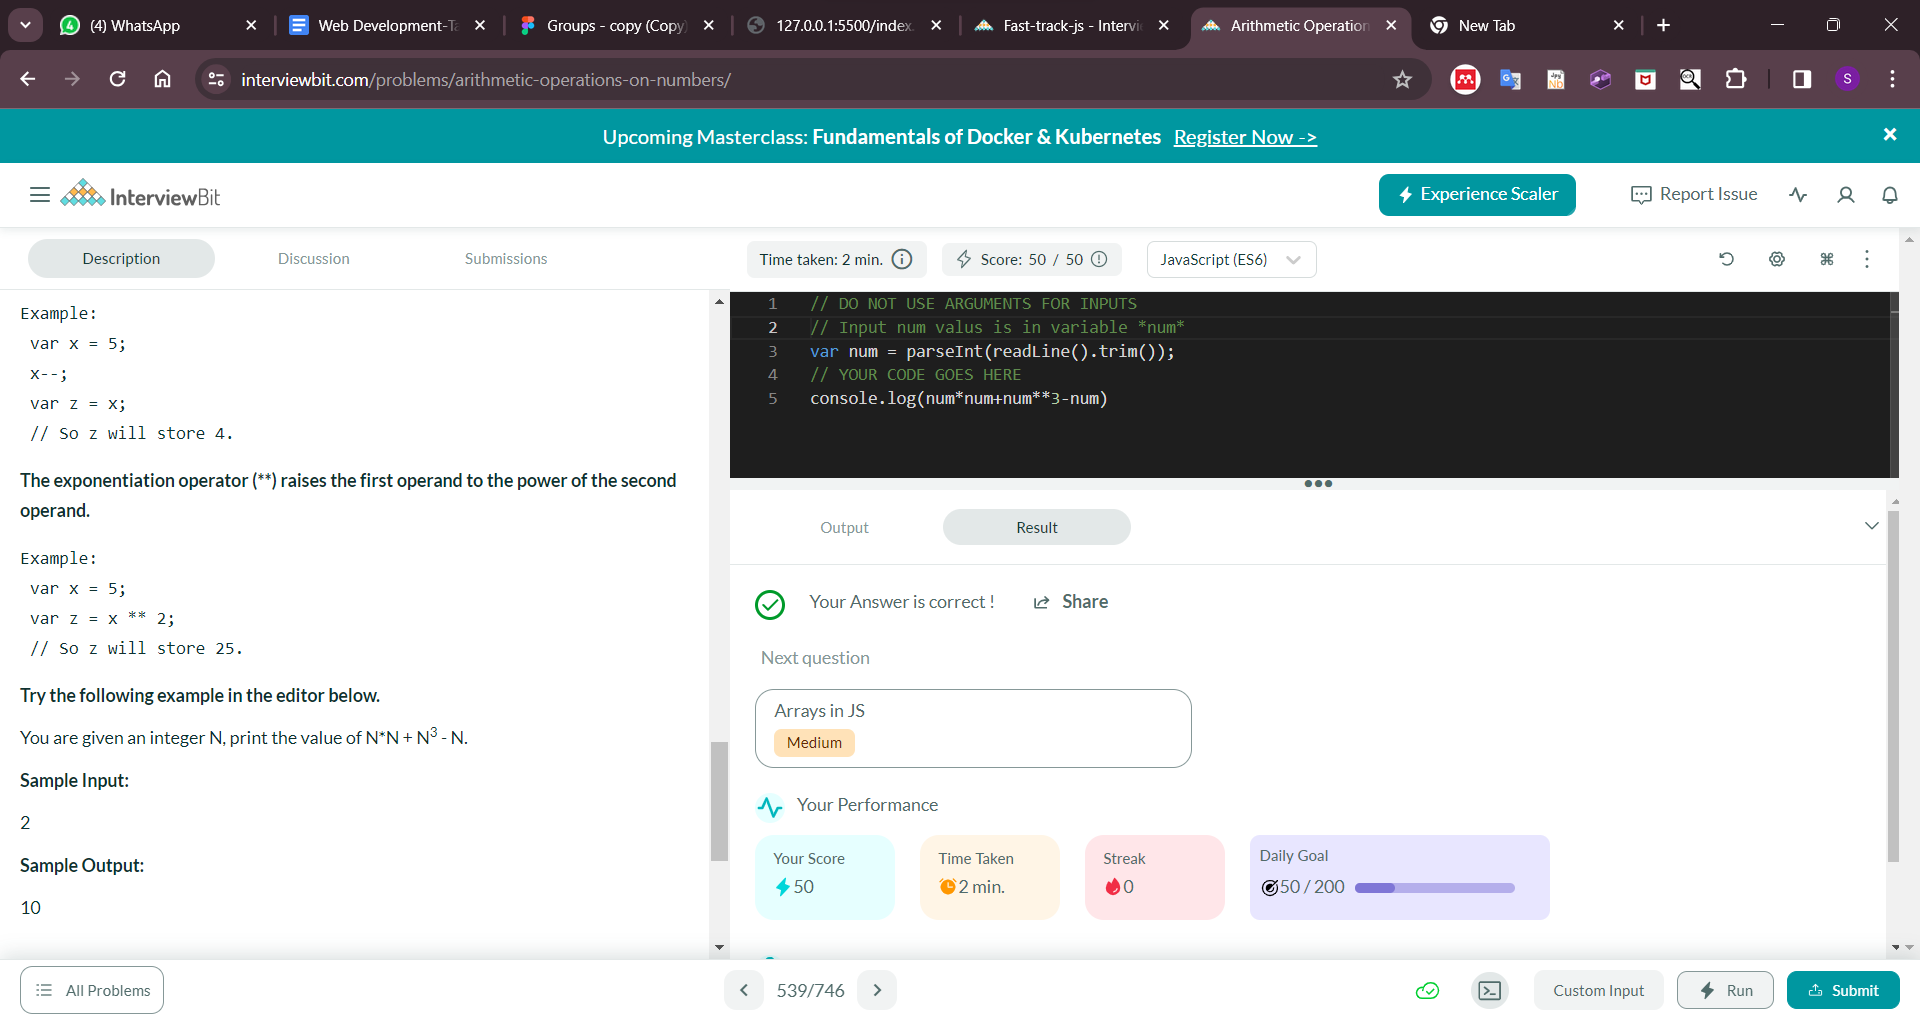 (4) WhatsApp
Web Development-Ta
Groups - copy (Copy)
127.0.0.1:5500/index.
Fast-track-js - Intervi
Arithmetic Operation
New Tab
interviewbit.com/problems/arithmetic-operations-on-numbers/
S
Upcoming Masterclass: Fundamentals of Docker & Kubernetes Register Now ->
InterviewBit
Experience Scaler
Report Issue
Description
Discussion
Submissions
Time taken: 2 min.
Score: 50 / 50
JavaScript (ES6)
Example:
var x = 5;
x--;
var z = x;
// So z will store 4.
The exponentiation operator (**) raises the first operand to the power of the second
operand.
Example:
var x = 5;
var z = x ** 2;
// So z will store 25.
Try the following example in the editor below.
You are given an integer N, print the value of N*N + N³ - N.
Sample Input:
2
Sample Output:
10
1 // DO NOT USE ARGUMENTS FOR INPUTS
2 // Input num valus is in variable *num*
3 var num = parseInt(readLine().trim());
4 // YOUR CODE GOES HERE
5 console.log(num*num+num**3-num)
Output
Result
Your Answer is correct !
Share
Next question
Arrays in JS
Medium
Your Performance
Your Score
50
Time Taken
2 min.
Streak
0
Daily Goal
50 / 200
All Problems
539/746
Custom Input
Run
Submit